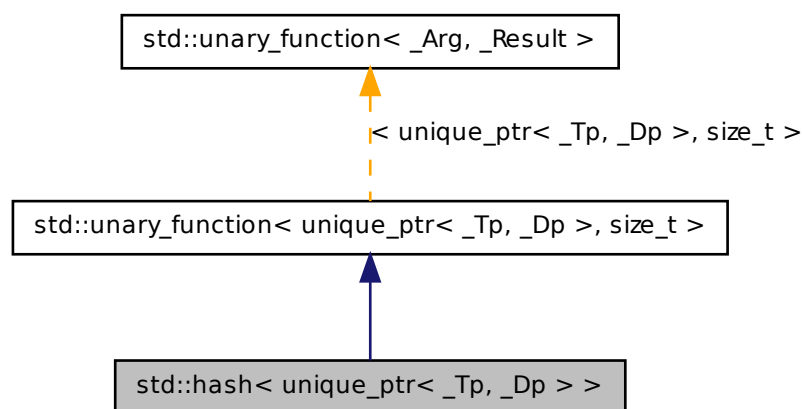 std::unary_function< _Arg, _Result >
< unique_ptr< _Tp, _Dp >, size_t >
std::unary_function< unique_ptr< _Tp, _Dp >, size_t >
std::hash< unique_ptr< _Tp, _Dp > >